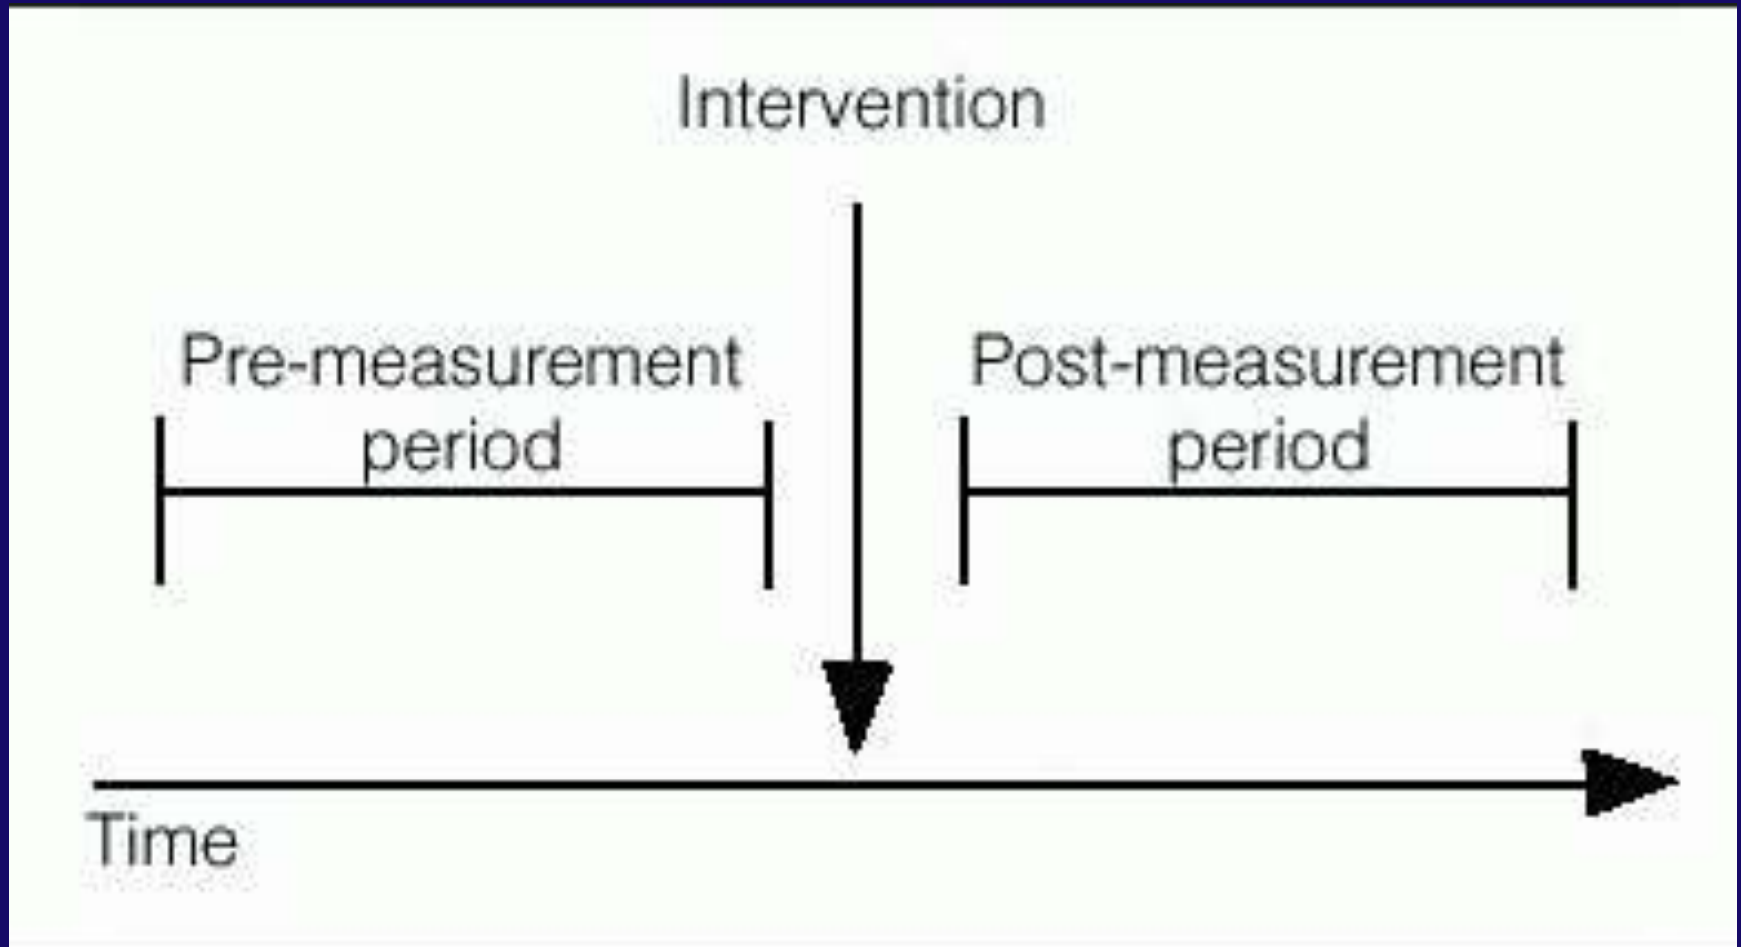 Intervention
Pre-measurement
period
Post-measurement
period
Time